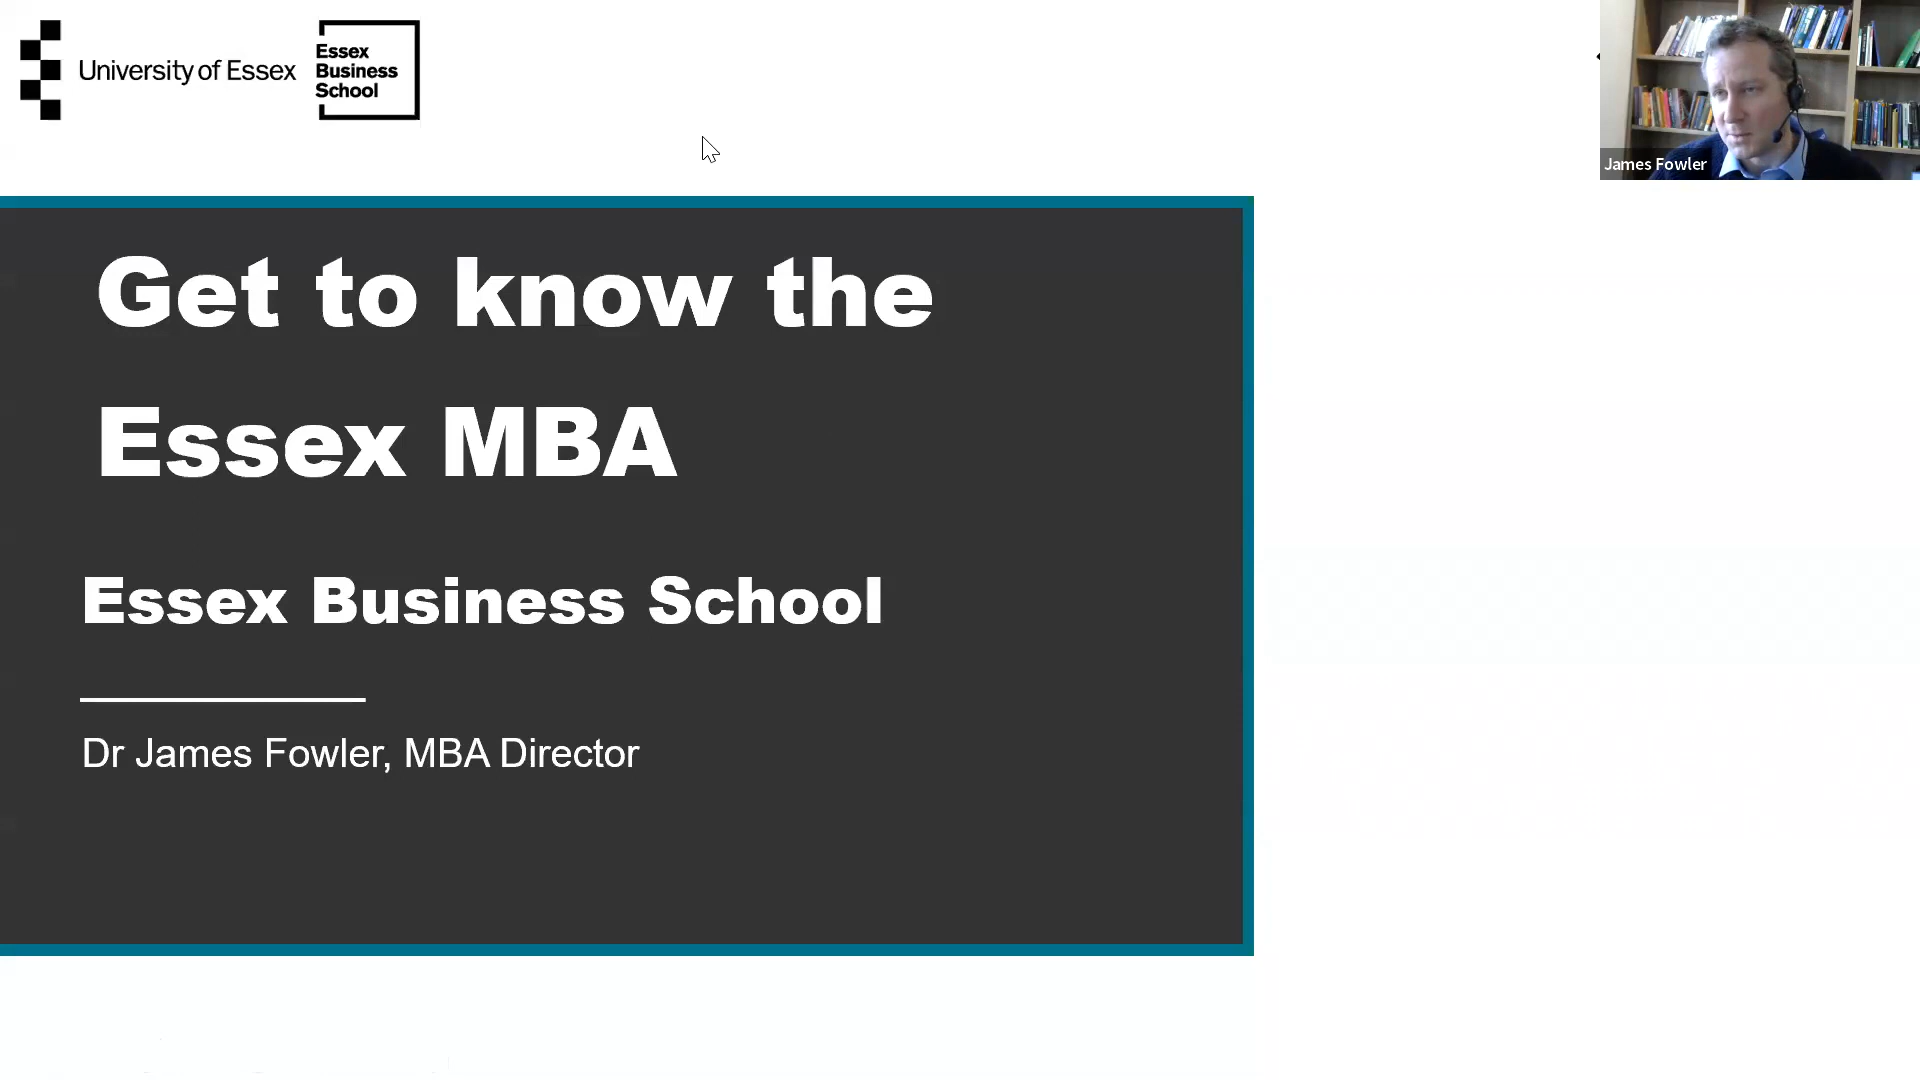 University of Essex
Essex
Business
School
James Fowler
Get to know the
Essex MBA
Essex Business School
Dr James Fowler, MBA Director